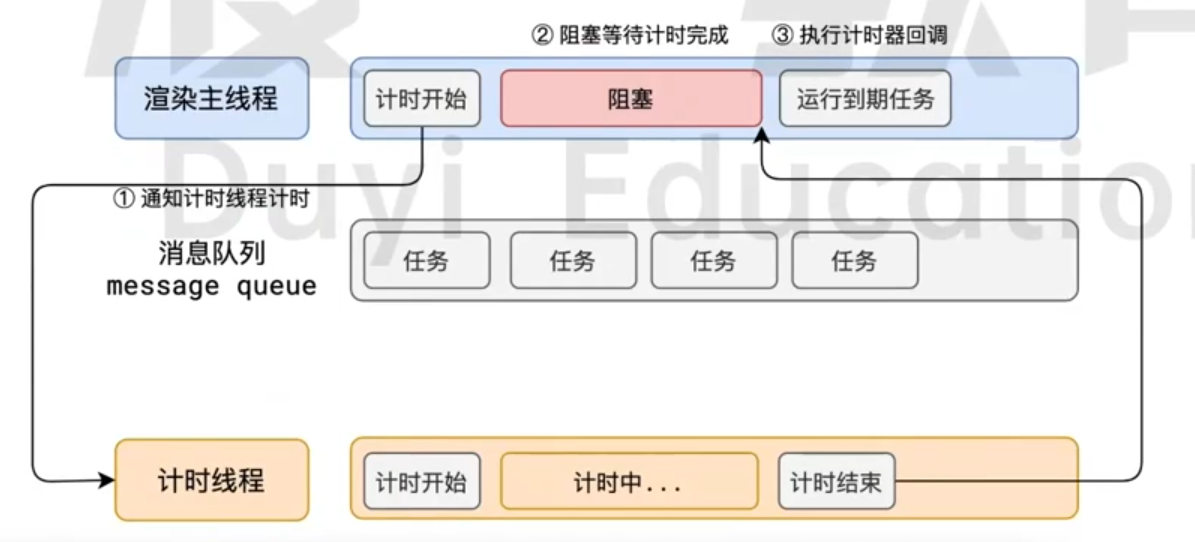 ② 阻塞等待计时完成 ③ 执行计时器回调
渲染主线程 计时开始 阻塞 运行到期任务
① 通知计时线程计时
Duyi Education
消息队列
message queue
任务 任务 任务 任务
计时线程 计时开始 计时中... 计时结束